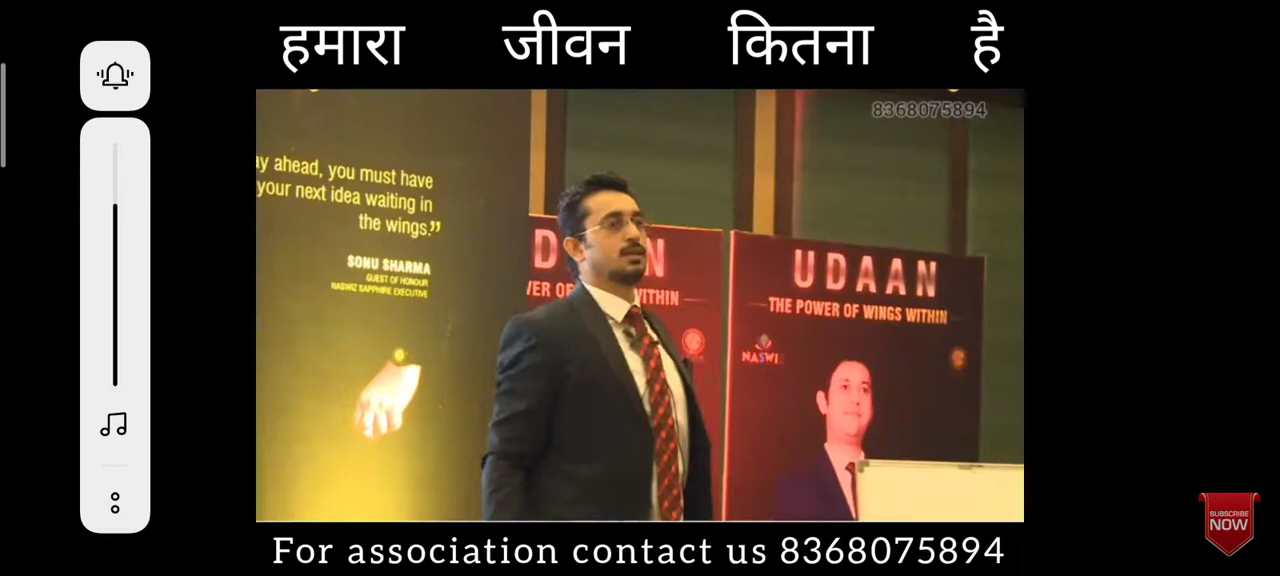 हमारा जीवन कितना है
8368075894
ay ahead, you must have
your next idea waiting in
the wings.”
SONU SHARMA
GUEST OF HONOUR
NASWIZ SAPPHIRE EXECUTIVE
UDAAN
THE POWER OF WINGS WITHIN
NASWI
SUBSCRIBE
NOW
For association contact us 8368075894